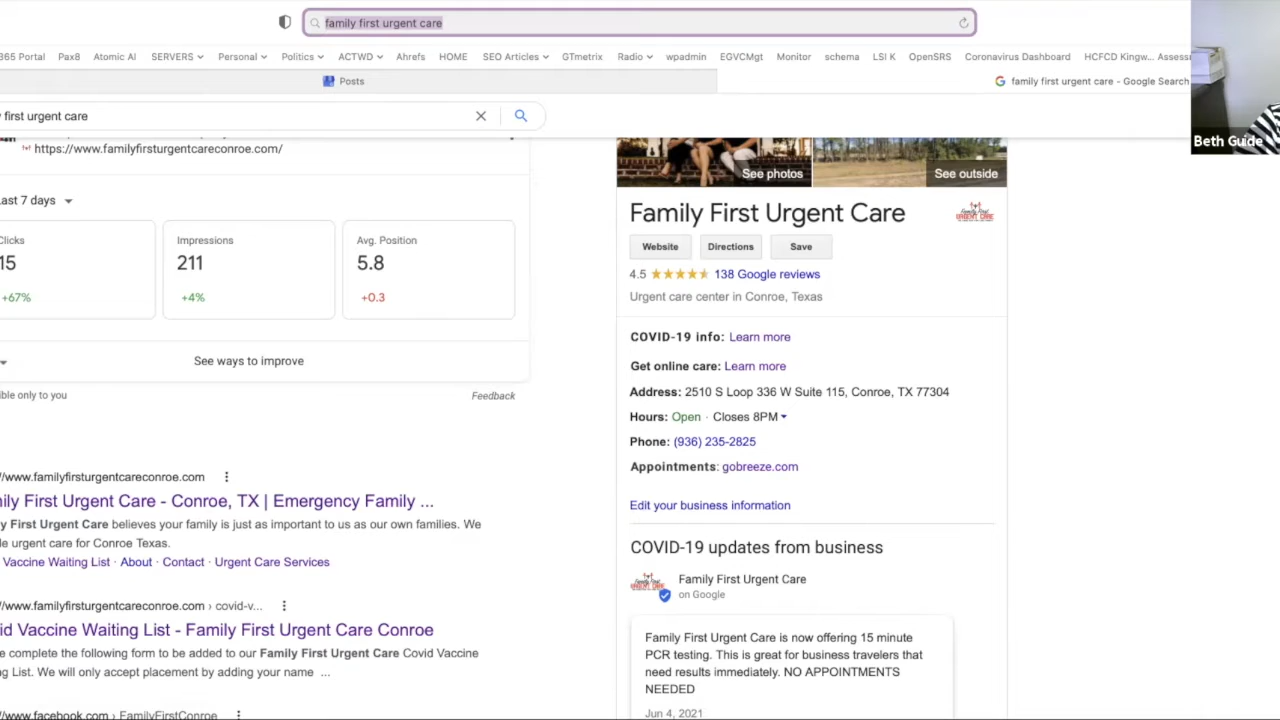 family first urgent care
365 Portal Pax8 Atomic AI SERVERS Personal Politics ACTWD Ahrefs HOME SEO Articles GTmetrix Radio wpadmin EGVCMgt Monitor schema LSI K OpenSRS Coronavirus Dashboard HCFCD Kingw... Assess
Posts
family first urgent care - Google Search
first urgent care
https://www.familyfirsturgentcareconroe.com/
Last 7 days
Clicks
15
+67%
Impressions
211
+4%
Avg. Position
5.8
+0.3
See ways to improve
ible only to you
Feedback
//www.familyfirsturgentcareconroe.com
ily First Urgent Care - Conroe, TX | Emergency Family ...
y First Urgent Care believes your family is just as important to us as our own families. We
le urgent care for Conroe Texas.
Vaccine Waiting List · About · Contact · Urgent Care Services
//www.familyfirsturgentcareconroe.com › covid-v...
id Vaccine Waiting List - Family First Urgent Care Conroe
e complete the following form to be added to our Family First Urgent Care Covid Vaccine
ng List. We will only accept placement by adding your name ...
//www.facebook.com › FamilyFirstConroe
See photos
See outside
Family First Urgent Care
Family First
URGENT CARE
Website Directions Save
4.5 138 Google reviews
Urgent care center in Conroe, Texas
COVID-19 info: Learn more
Get online care: Learn more
Address: 2510 S Loop 336 W Suite 115, Conroe, TX 77304
Hours: Open · Closes 8PM
Phone: (936) 235-2825
Appointments: gobreeze.com
Edit your business information
COVID-19 updates from business
Family First Urgent Care
on Google
Family First Urgent Care is now offering 15 minute
PCR testing. This is great for business travelers that
need results immediately. NO APPOINTMENTS
NEEDED
Jun 4, 2021
Beth Guide